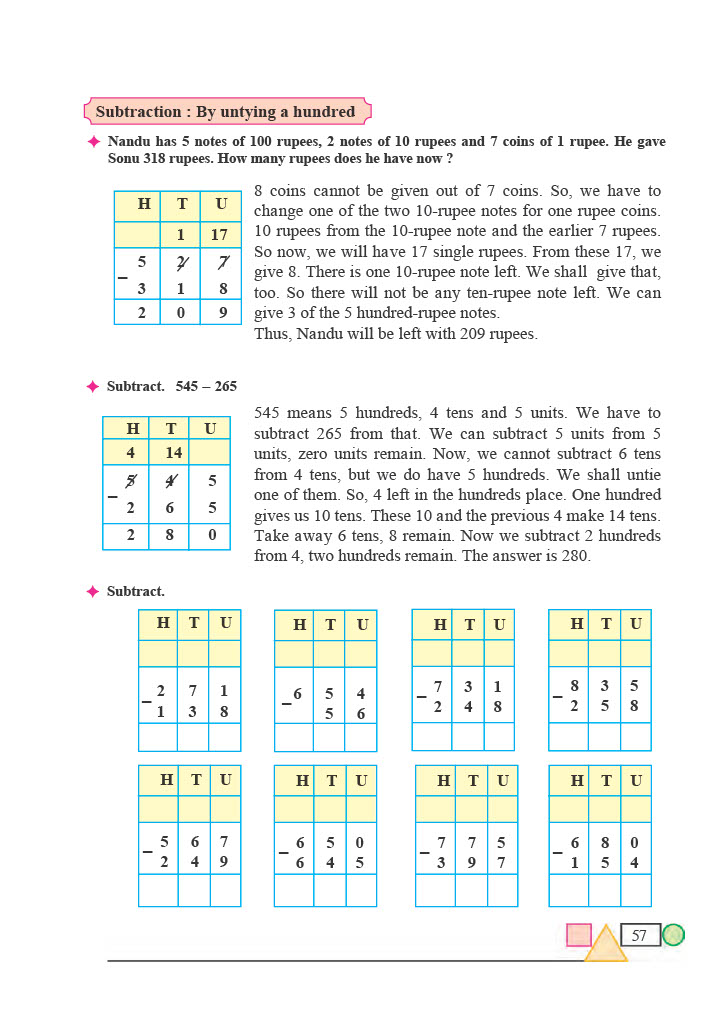 Subtraction : By untying a hundred
Nandu has 5 notes of 100 rupees, 2 notes of 10 rupees and 7 coins of 1 rupee. He gave
Sonu 318 rupees. How many rupees does he have now ?
H T U
1 17
5 2 7
–
3 1 8
2 0 9
8 coins cannot be given out of 7 coins. So, we have to
change one of the two 10-rupee notes for one rupee coins.
10 rupees from the 10-rupee note and the earlier 7 rupees.
So now, we will have 17 single rupees. From these 17, we
give 8. There is one 10-rupee note left. We shall give that,
too. So there will not be any ten-rupee note left. We can
give 3 of the 5 hundred-rupee notes.
Thus, Nandu will be left with 209 rupees.
Subtract. 545 – 265
H T U
4 14
5 4 5
–
2 6 5
2 8 0
545 means 5 hundreds, 4 tens and 5 units. We have to
subtract 265 from that. We can subtract 5 units from 5
units, zero units remain. Now, we cannot subtract 6 tens
from 4 tens, but we do have 5 hundreds. We shall untie
one of them. So, 4 left in the hundreds place. One hundred
gives us 10 tens. These 10 and the previous 4 make 14 tens.
Take away 6 tens, 8 remain. Now we subtract 2 hundreds
from 4, two hundreds remain. The answer is 280.
Subtract.
H T U
2 7 1
–
1 3 8
H T U
– 6 5 4
5 6
H T U
7 3 1
–
2 4 8
H T U
8 3 5
–
2 5 8
H T U
5 6 7
–
2 4 9
H T U
6 5 0
–
6 4 5
H T U
7 7 5
–
3 9 7
H T U
6 8 0
–
1 5 4
57